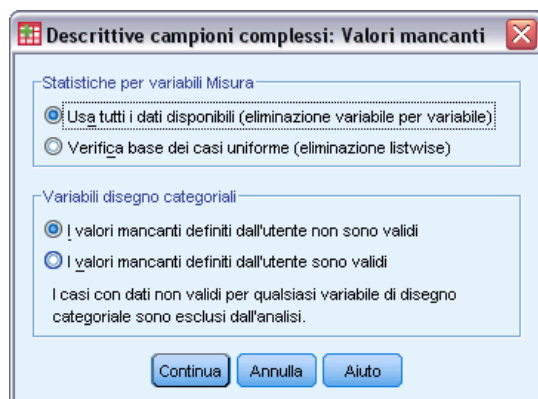 Descrittive campioni complessi: Valori mancanti
Statistiche per variabili Misura
Usa tutti i dati disponibili (eliminazione variabile per variabile)
Verifica base dei casi uniforme (eliminazione listwise)
Variabili disegno categoriali
I valori mancanti definiti dall'utente non sono validi
I valori mancanti definiti dall'utente sono validi
I casi con dati non validi per qualsiasi variabile di disegno
categoriale sono esclusi dall'analisi.
Continua Annulla Aiuto